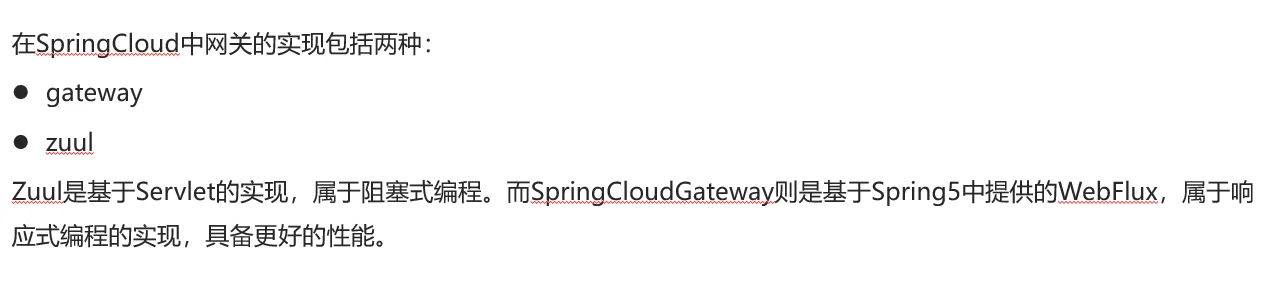 在SpringCloud中网关的实现包括两种：
● gateway
● zuul
Zuul是基于Servlet的实现，属于阻塞式编程。而SpringCloudGateway则是基于Spring5中提供的WebFlux，属于响
应式编程的实现，具备更好的性能。